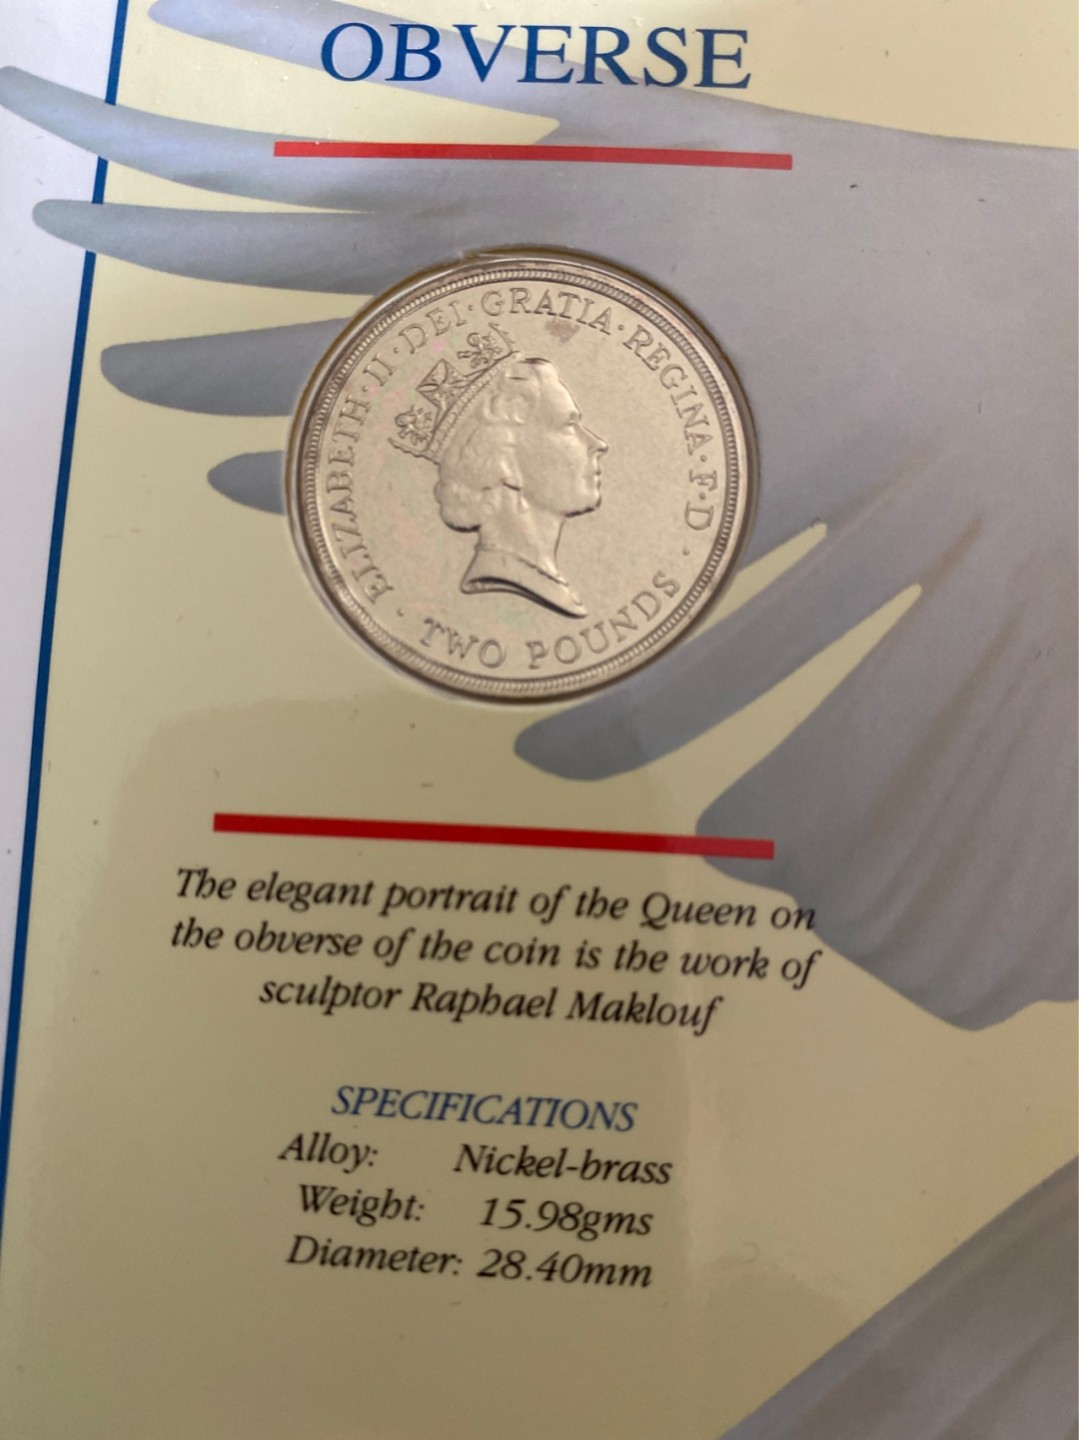 OBVERSE
ELIZABETH·II·DEI·GRATIA·REGINA·F·D·
TWO POUNDS
The elegant portrait of the Queen on
the obverse of the coin is the work of
sculptor Raphael Maklouf
SPECIFICATIONS
Alloy: Nickel-brass
Weight: 15.98gms
Diameter: 28.40mm